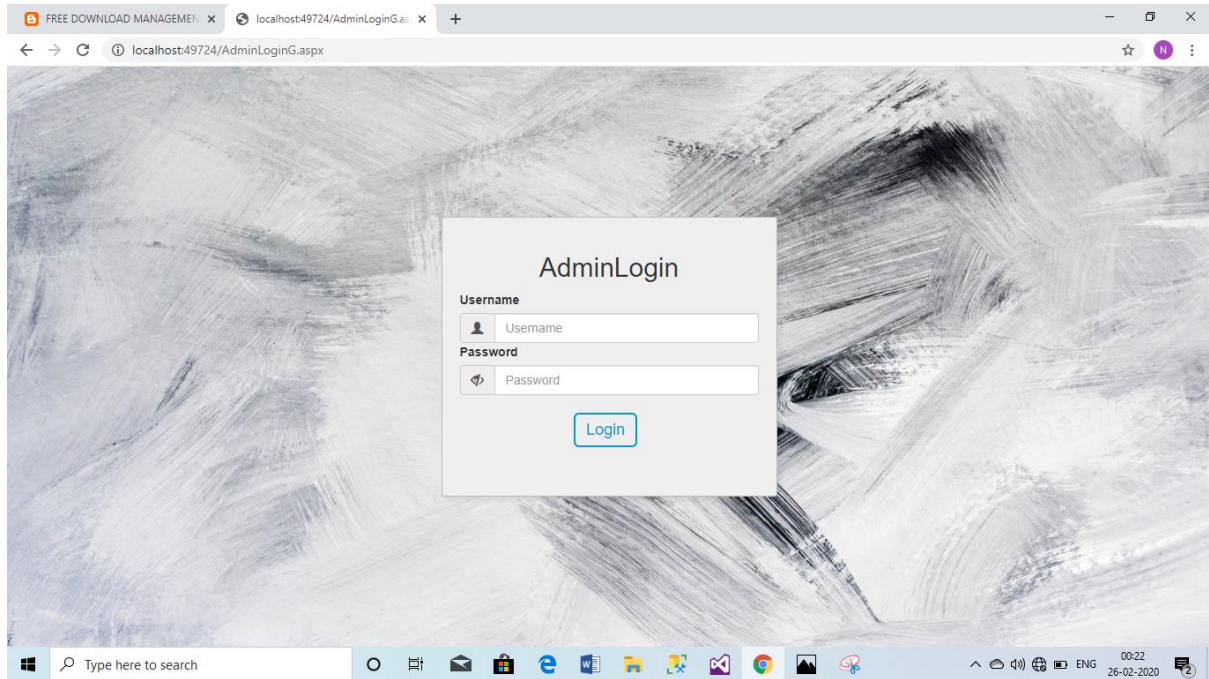 FREE DOWNLOAD MANAGEMEN
localhost:49724/AdminLoginG.as
localhost:49724/AdminLoginG.aspx
N
AdminLogin
Username
Username
Password
Password
Login
Type here to search
ENG
00:22
26-02-2020
2